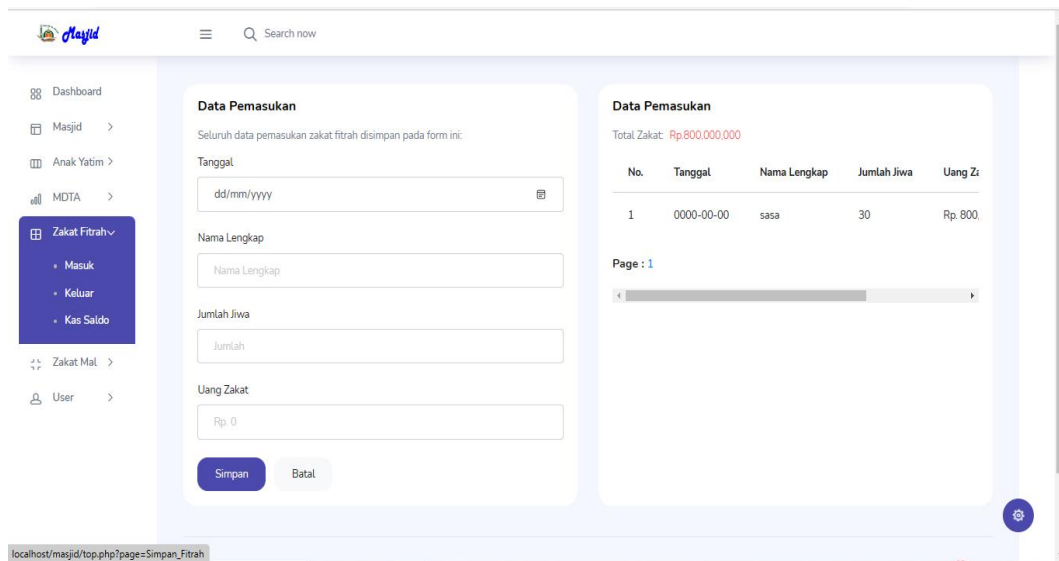 Masjid
Search now
Dashboard
Masjid
Anak Yatim
MDTA
Zakat Fitrah
Masuk
Keluar
Kas Saldo
Zakat Mal
User
Data Pemasukan
Seluruh data pemasukan zakat fitrah disimpan pada form ini:
Tanggal
dd/mm/yyyy
Nama Lengkap
Nama Lengkap
Jumlah Jiwa
Jumlah
Uang Zakat
Rp. 0
Simpan Batal
Data Pemasukan
Total Zakat: Rp.800,000,000
No. Tanggal Nama Lengkap Jumlah Jiwa Uang
1 0000-00-00 sasa 30 Rp. 800,
Page : 1
localhost/masjid/top.php?page=Simpan_Fitrah